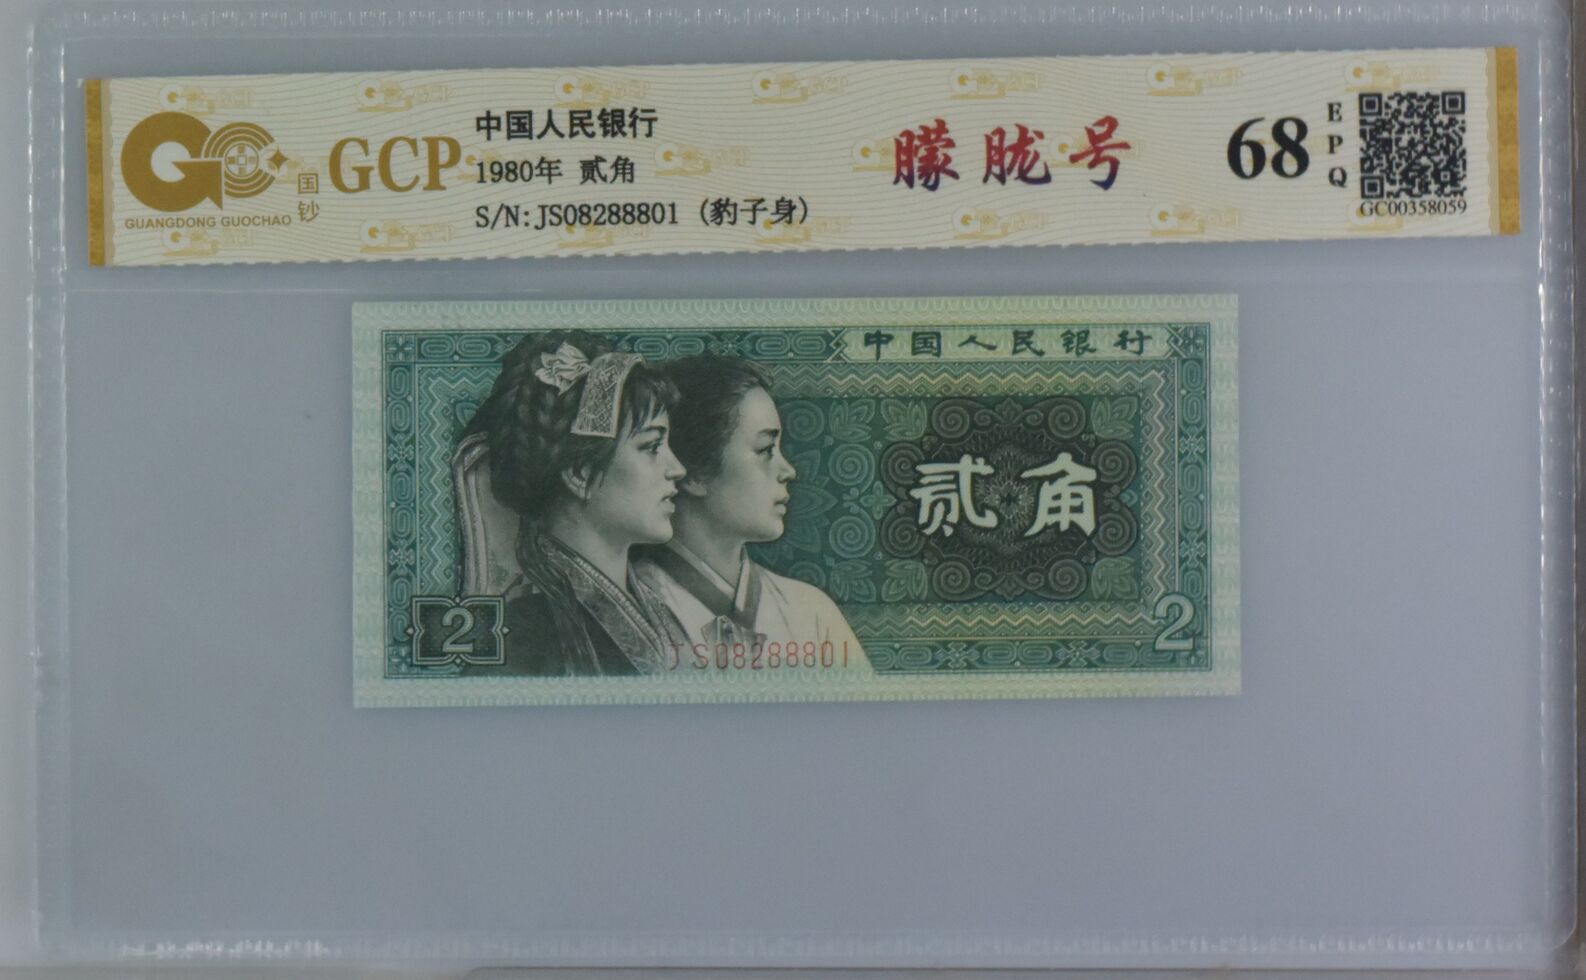 中国人民银行
1980年 贰角
S/N:JS08288801 (豹子身)
GCP
国钞
GUANGDONG GUOCHAO
朦胧号
68
EPQ
GC00358059
中国人民银行
贰角
2
2
JS08288801